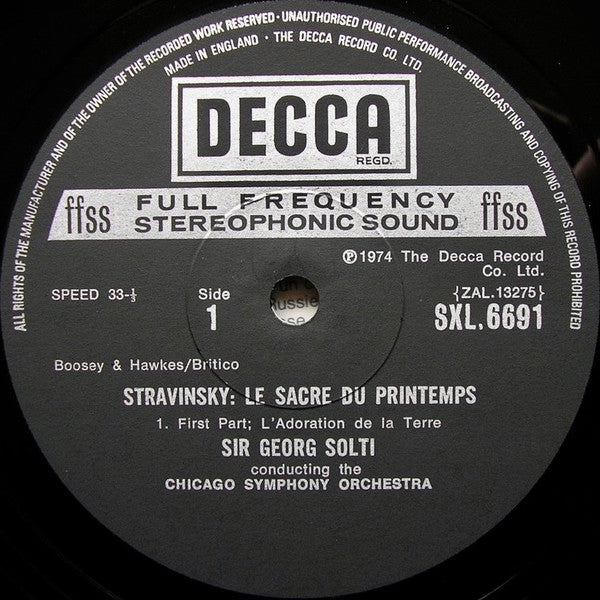 ALL RIGHTS OF THE MANUFACTURER AND OF THE OWNER OF THE RECORDED WORK RESERVED · UNAUTHORISED PUBLIC PERFORMANCE BROADCASTING AND COPYING OF THIS RECORD PROHIBITED
MADE IN ENGLAND · THE DECCA RECORD CO. LTD.
DECCA
REGD.
ffss FULL FREQUENCY ffss
STEREOPHONIC SOUND
℗1974 The Decca Record
Co. Ltd.
SPEED 33-⅓ Side {ZAL.13275}
1 SXL.6691
Russie
Boosey & Hawkes/Britico
STRAVINSKY: LE SACRE DU PRINTEMPS
1. First Part; L'Adoration de la Terre
SIR GEORG SOLTI
conducting the
CHICAGO SYMPHONY ORCHESTRA